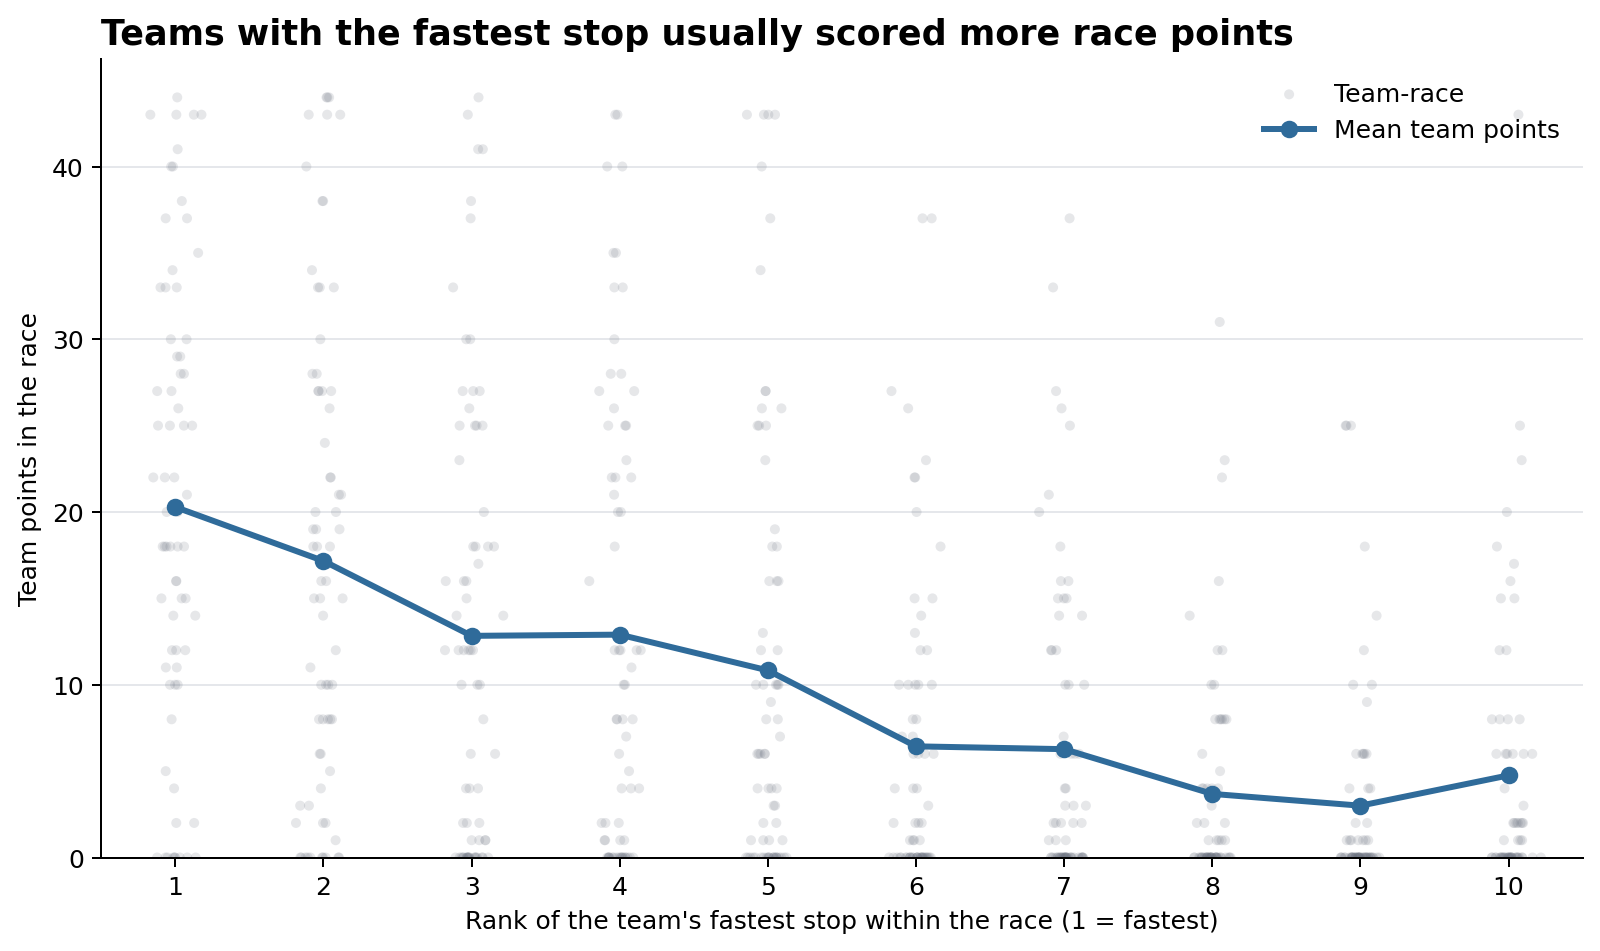 Teams with the fastest stop usually scored more race points
Team-race
Mean team points
Team points in the race
40
30
20
10
0
1 2 3 4 5 6 7 8 9 10
Rank of the team's fastest stop within the race (1 = fastest)